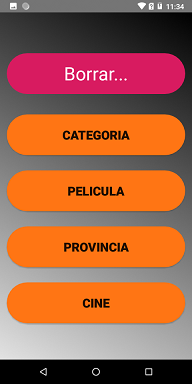 11:34
Borrar...
CATEGORIA
PELICULA
PROVINCIA
CINE